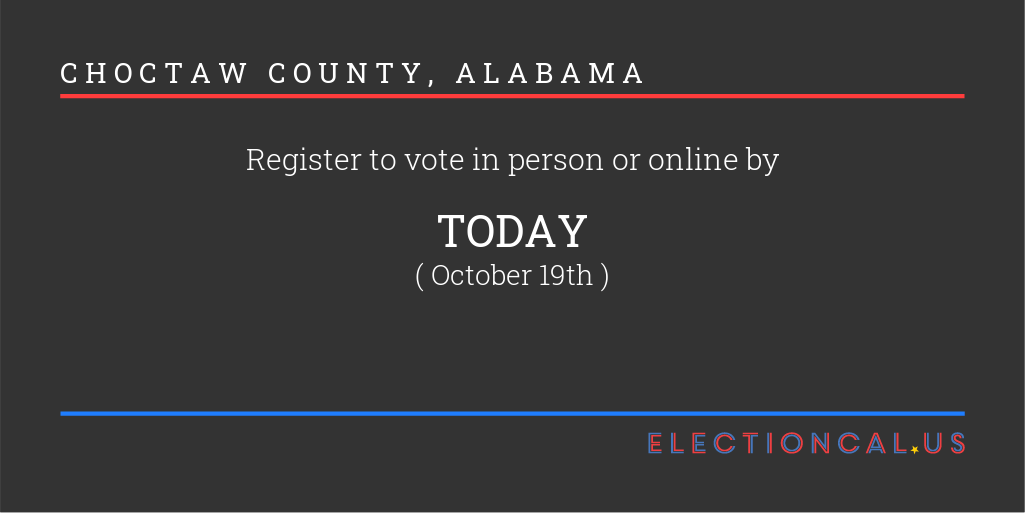 CHOCTAW COUNTY, ALABAMA
Register to vote in person or online by
TODAY
( October 19th )
ELECTIONCAL.US